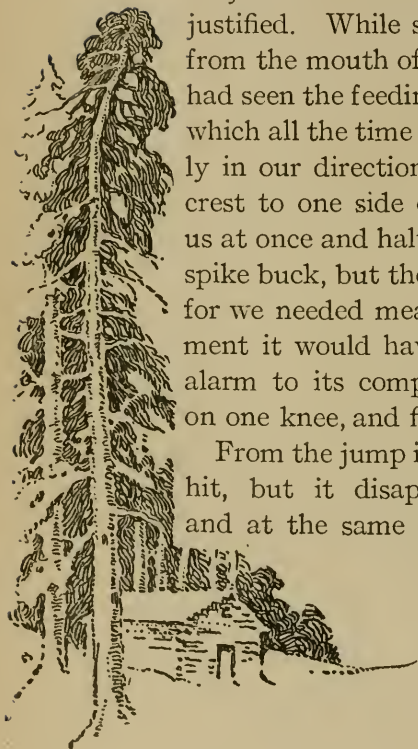 justified. While
from the mouth of
had seen the
which all the time
ly in our
crest to one side
us at once and
spike buck, but
for we needed
ment it would
alarm to its
on one knee, and
From the jump
hit, but it
and at the same